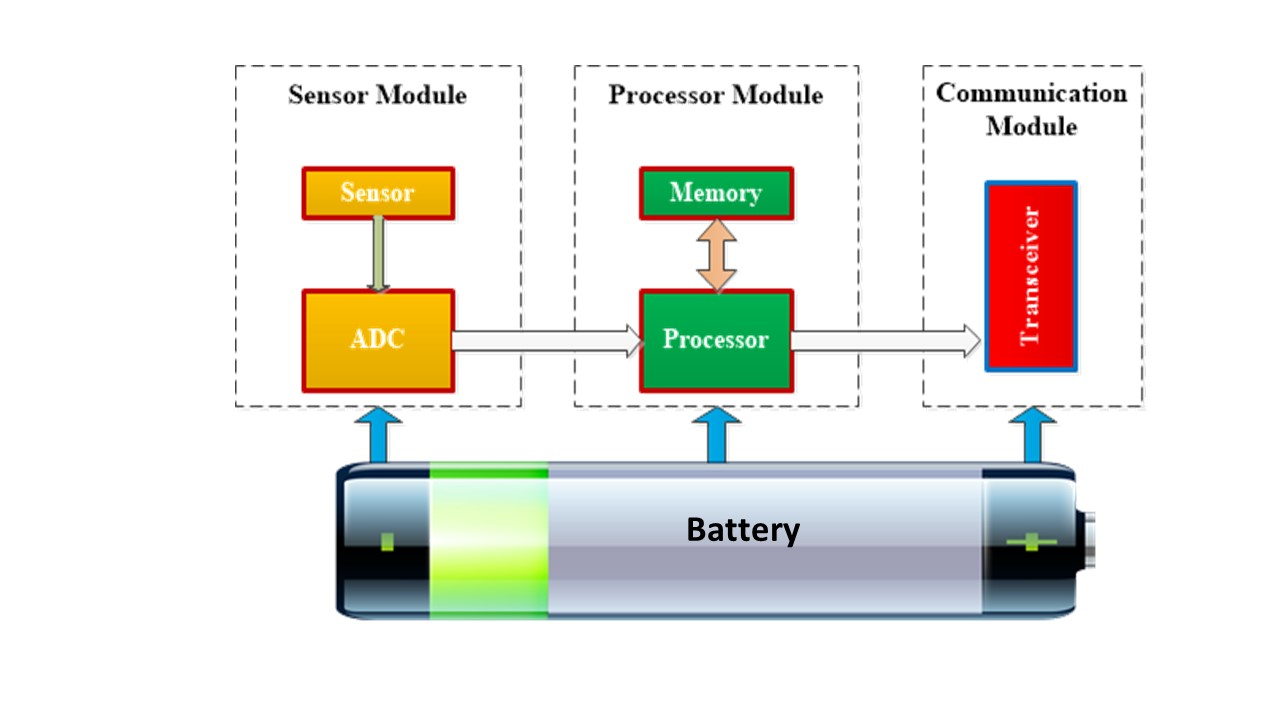 Sensor Module
Processor Module
Communication
Module
Sensor
Memory
Transceiver
ADC
Processor
Battery